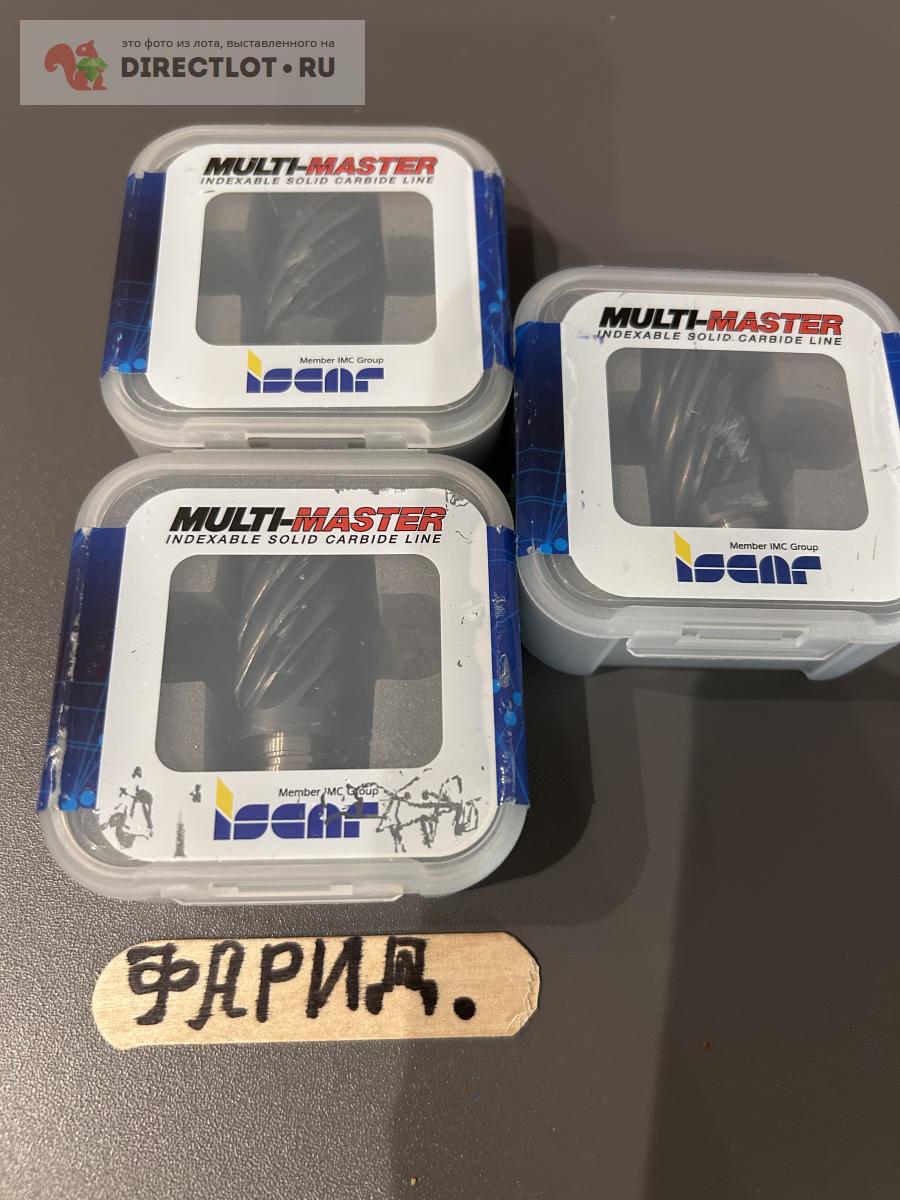 это фото из лота, выставленного на
DIRECTLOT•RU
MULTI-MASTER
INDEXABLE SOLID CARBIDE LINE
Member IMC Group
iscar
MULTI-MASTER
INDEXABLE SOLID CARBIDE LINE
Member IMC Group
iscar
MULTI-MASTER
INDEXABLE SOLID CARBIDE LINE
Member IMC Group
iscar
ФАРИД.